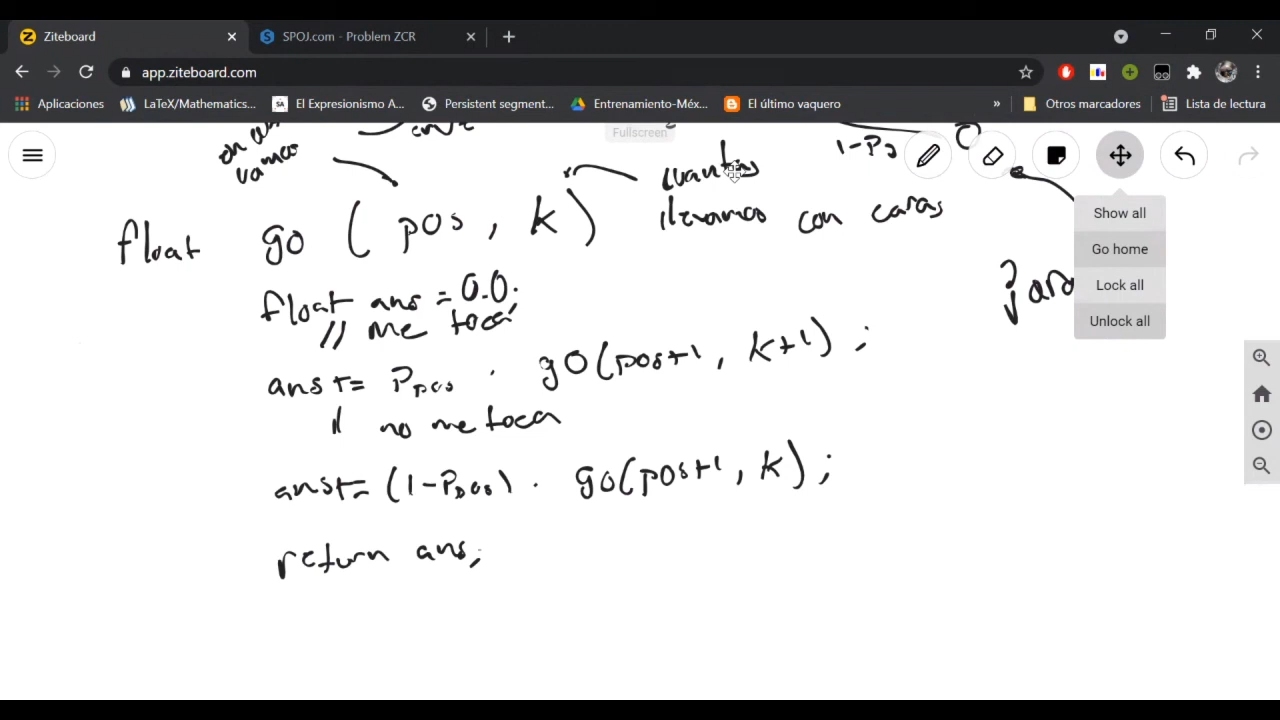 Ziteboard
SPOJ.com - Problem ZCR
app.ziteboard.com
Aplicaciones
LaTeX/Mathematics...
SA El Expresionismo A...
Persistent segment...
Entrenamiento-Méx...
El último vaquero
»
Otros marcadores
Lista de lectura
Fullscreen
vamos
1-P
cuantas
llevamos con caras
float go ( pos , k )
float ans = 0.0;
// me toca
ans += P_pos · go(pos+1, k+1);
// no me toca
ans += (1-P_pos) · go(pos+1, k);
return ans;
Show all
Go home
Lock all
Unlock all